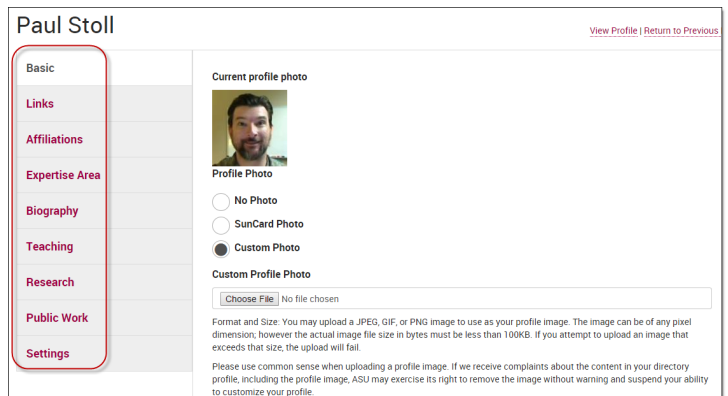 Paul Stoll
View Profile | Return to Previous
Basic
Links
Affiliations
Expertise Area
Biography
Teaching
Research
Public Work
Settings
Current profile photo
Profile Photo
No Photo
SunCard Photo
Custom Photo
Custom Profile Photo
Choose File No file chosen
Format and Size: You may upload a JPEG, GIF, or PNG image to use as your profile image. The image can be of any pixel
dimension; however the actual image file size in bytes must be less than 100KB. If you attempt to upload an image that
exceeds that size, the upload will fail.
Please use common sense when uploading a profile image. If we receive complaints about the content in your directory
profile, including the profile image, ASU may exercise its right to remove the image without warning and suspend your ability
to customize your profile.